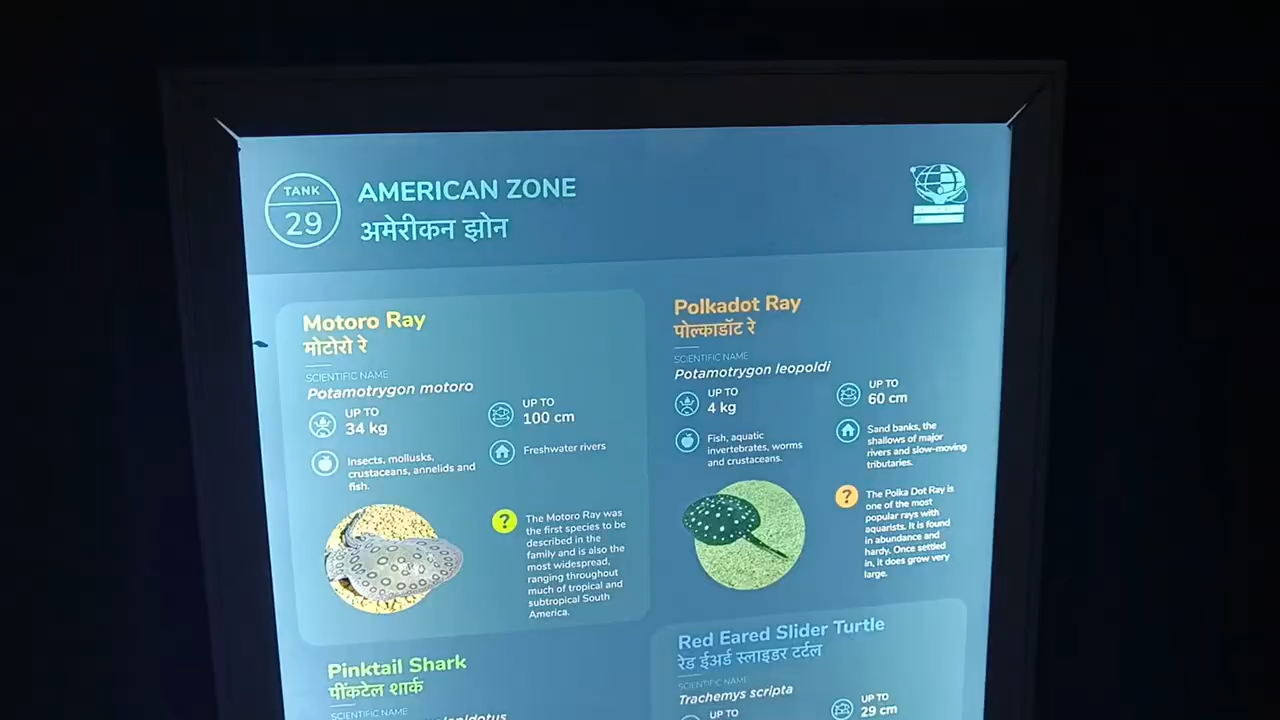 TANK
29
AMERICAN ZONE
अमेरीकन झोन
Motoro Ray
मोटोरो रे
SCIENTIFIC NAME
Potamotrygon motoro
UP TO
34 kg
UP TO
100 cm
Insects, mollusks,
crustaceans, annelids and
fish.
Freshwater rivers
?
The Motoro Ray was
the first species to be
described in the
family and is also the
most widespread,
ranging throughout
much of tropical and
subtropical South
America.
Polkadot Ray
पोल्काडॉट रे
SCIENTIFIC NAME
Potamotrygon leopoldi
UP TO
4 kg
UP TO
60 cm
Fish, aquatic
invertebrates, worms
and crustaceans.
Sand banks, the
shallows of major
rivers and slow-moving
tributaries.
?
The Polka Dot Ray is
one of the most
popular rays with
aquarists. It is found
in abundance and
hardy. Once settled
in, it does grow very
large.
Pinktail Shark
पींकटेल शार्क
SCIENTIFIC NAME
Red Eared Slider Turtle
रेड ईअर्ड स्लाइडर टर्टल
SCIENTIFIC NAME
Trachemys scripta
UP TO
UP TO
29 cm